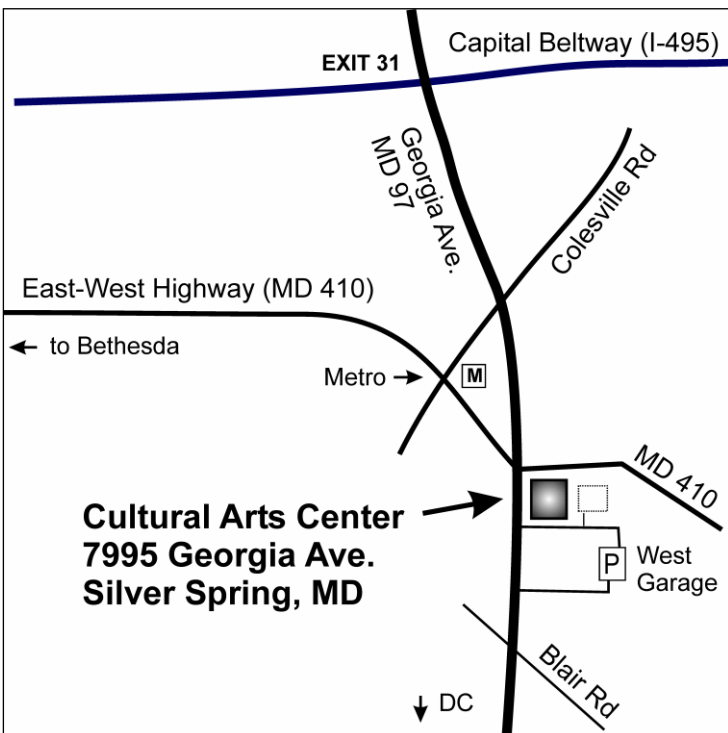 Capital Beltway (I-495)
EXIT 31
Georgia Ave.
MD 97
Colesville Rd
East-West Highway (MD 410)
to Bethesda
Metro
M
MD 410
Cultural Arts Center
7995 Georgia Ave.
Silver Spring, MD
P
West
Garage
Blair Rd
DC